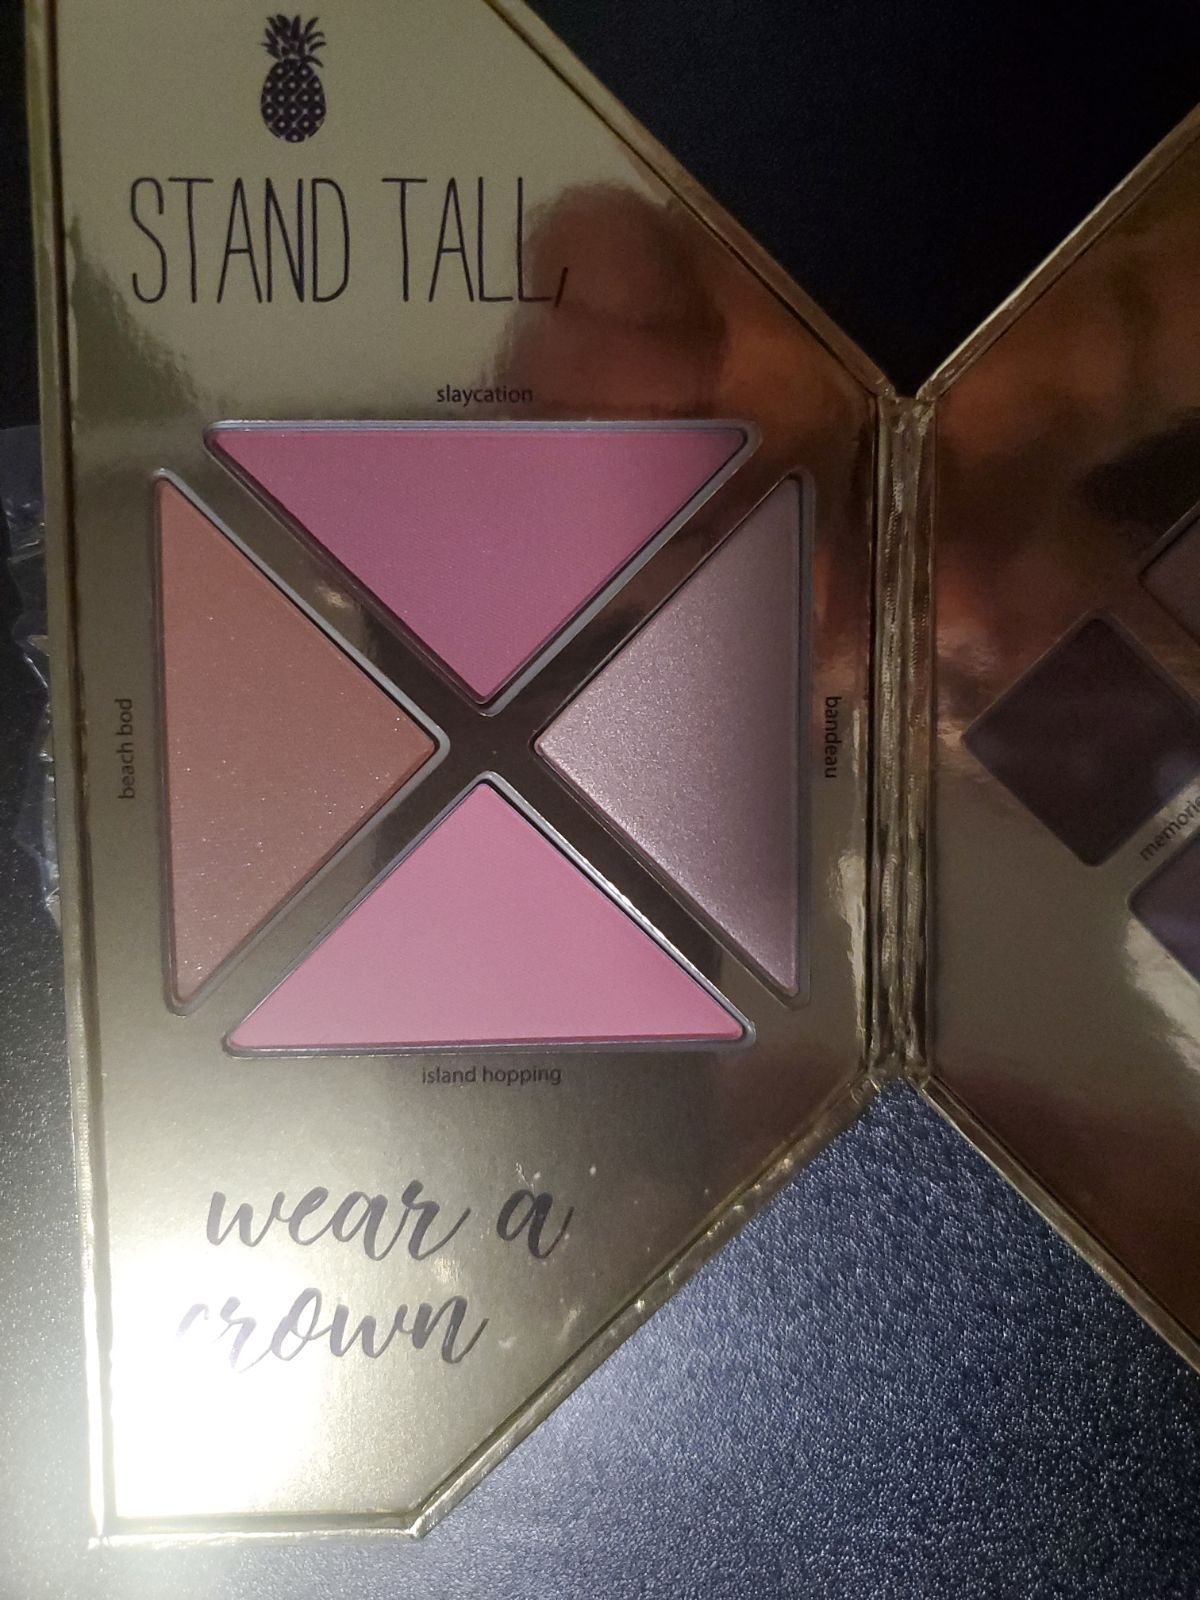 STAND TALL,
slaycation
beach bod
bandeau
island hopping
wear a
crown